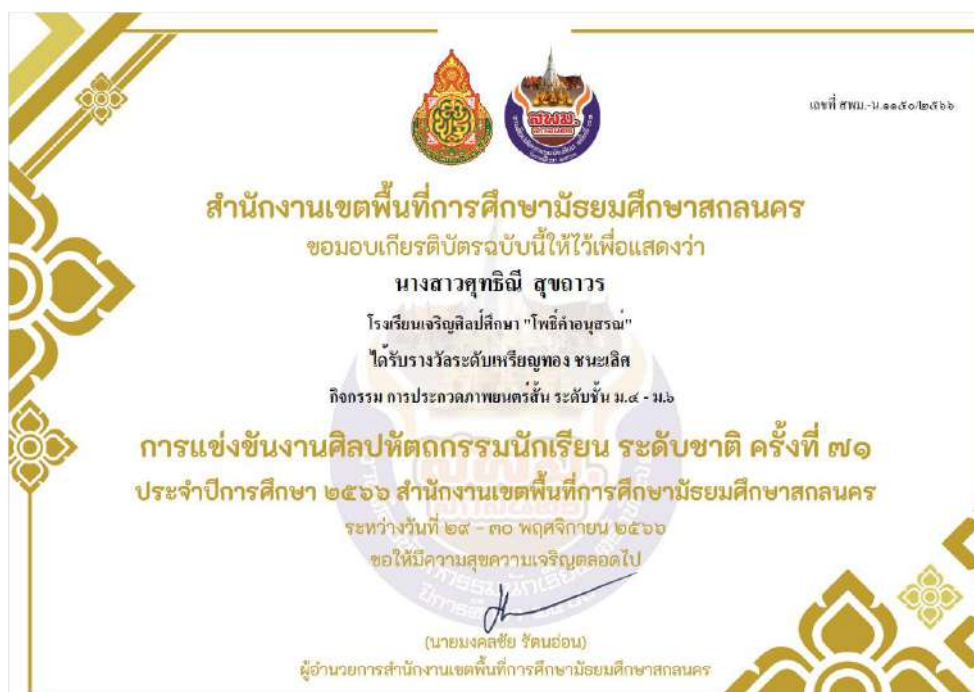 เลขที่ สพม.-น.๑๑๕๐/๒๕๖๖
สพม.
สกลนคร
สำนักงานเขตพื้นที่การศึกษามัธยมศึกษาสกลนคร
ขอมอบเกียรติบัตรฉบับนี้ให้ไว้เพื่อแสดงว่า
นางสาวศุทธิณี สุขถาวร
โรงเรียนเจริญศิลป์ศึกษา "โพธิ์คำอนุสรณ์"
ได้รับรางวัลระดับเหรียญทอง ชนะเลิศ
กิจกรรม การประกวดภาพยนตร์สั้น ระดับชั้น ม.๔ - ม.๖
การแข่งขันงานศิลปหัตถกรรมนักเรียน ระดับชาติ ครั้งที่ ๗๑
ประจำปีการศึกษา ๒๕๖๖ สำนักงานเขตพื้นที่การศึกษามัธยมศึกษาสกลนคร
ระหว่างวันที่ ๒๙ - ๓๐ พฤศจิกายน ๒๕๖๖
ขอให้มีความสุขความเจริญตลอดไป
(นายมงคลชัย รัตนอ่อน)
ผู้อำนวยการสำนักงานเขตพื้นที่การศึกษามัธยมศึกษาสกลนคร